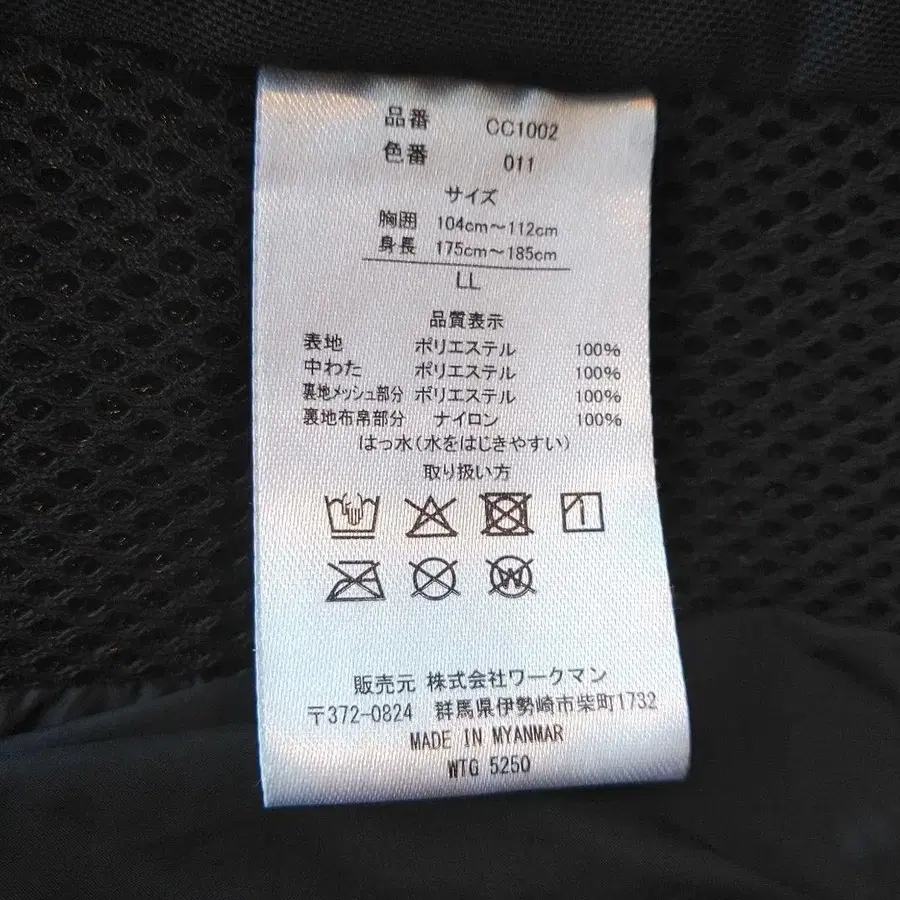 品番 CC1002
色番 011
サイズ
胸囲 104cm～112cm
身長 175cm～185cm
LL
品質表示
表地 ポリエステル 100%
中わた ポリエステル 100%
裏地メッシュ部分 ポリエステル 100%
裏地布帛部分 ナイロン 100%
はっ水(水をはじきやすい)
取り扱い方
W
販売元 株式会社ワークマン
〒372-0824 群馬県伊勢崎市柴町1732
MADE IN MYANMAR
WTG 5250